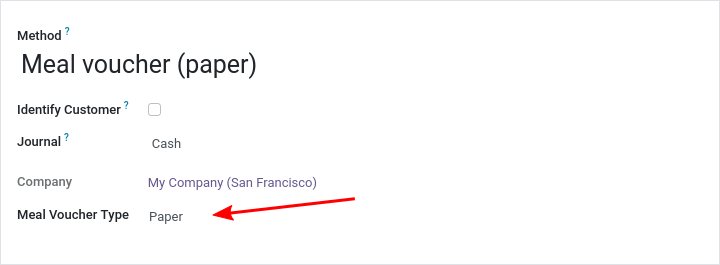 Method ?
Meal voucher (paper)
Identify Customer ?
Journal ? Cash
Company My Company (San Francisco)
Meal Voucher Type Paper